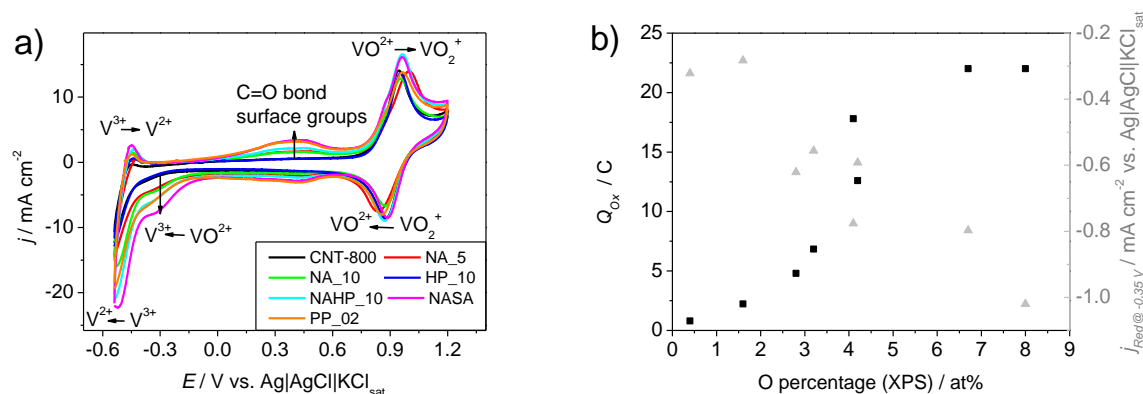 a)
VO²⁺ → VO₂⁺
C=O bond
surface groups
V³⁺ → V²⁺
V³⁺ ← VO²⁺
VO²⁺ ← VO₂⁺
V²⁺ ← V³⁺
CNT-800
NA_5
NA_10
HP_10
NAHP_10
NASA
PP_02
j / mA cm⁻²
10
0
-10
-20
-0.6 -0.3 0.0 0.3 0.6 0.9 1.2
E / V vs. Ag|AgCl|KCl_sat
b)
Q_Ox / C
25
20
15
10
5
0
0 1 2 3 4 5 6 7 8 9
O percentage (XPS) / at%
-0.2
-0.4
-0.6
-0.8
-1.0
j_Red @ -0.35 V / mA cm⁻² vs. Ag|AgCl|KCl_sat